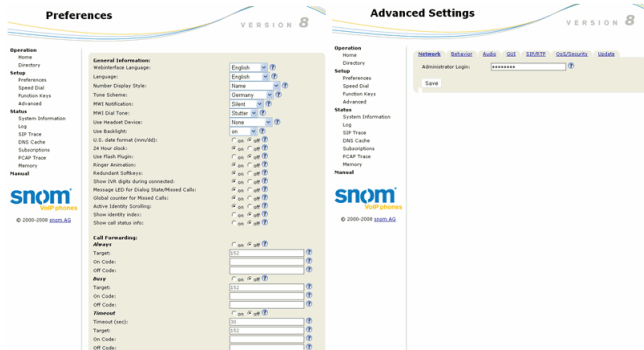 Preferences
VERSION 8
Operation
Home
Directory
Setup
Preferences
Speed Dial
Function Keys
Advanced
Status
System Information
Log
SIP Trace
DNS Cache
Subscriptions
PCAP Trace
Memory
Manual
snom
VoIP phones
© 2000-2008 snom AG
General Information:
Webinterface Language: English
Language: English
Number Display Style: Name
Tone Scheme: Germany
MWI Notification: Silent
MWI Dial Tone: Stutter
Use Headset Device: None
Use Backlight: on
U.S. date format (mm/dd): on off
24 Hour clock: on off
Use Flash Plugin: on off
Ringer Animation: on off
Redundant Softkeys: on off
Show IVR digits during connected: on off
Message LED for Dialog State/Missed Calls: on off
Global counter for Missed Calls: on off
Active Identity Scrolling: on off
Show identity index: on off
Show call status info: on off
Call Forwarding:
Always on off
Target: 152
On Code:
Off Code:
Busy on off
Target: 152
On Code:
Off Code:
Timeout on off
Timeout (sec):
Target: 152
On Code:
Off Code:
Advanced Settings
VERSION 8
Operation
Home
Directory
Setup
Preferences
Speed Dial
Function Keys
Advanced
Status
System Information
Log
SIP Trace
DNS Cache
Subscriptions
PCAP Trace
Memory
Manual
snom
VoIP phones
© 2000-2008 snom AG
Network Behavior Audio GUI SIP/RTP QoS/Security Update
Administrator Login: ********
Save